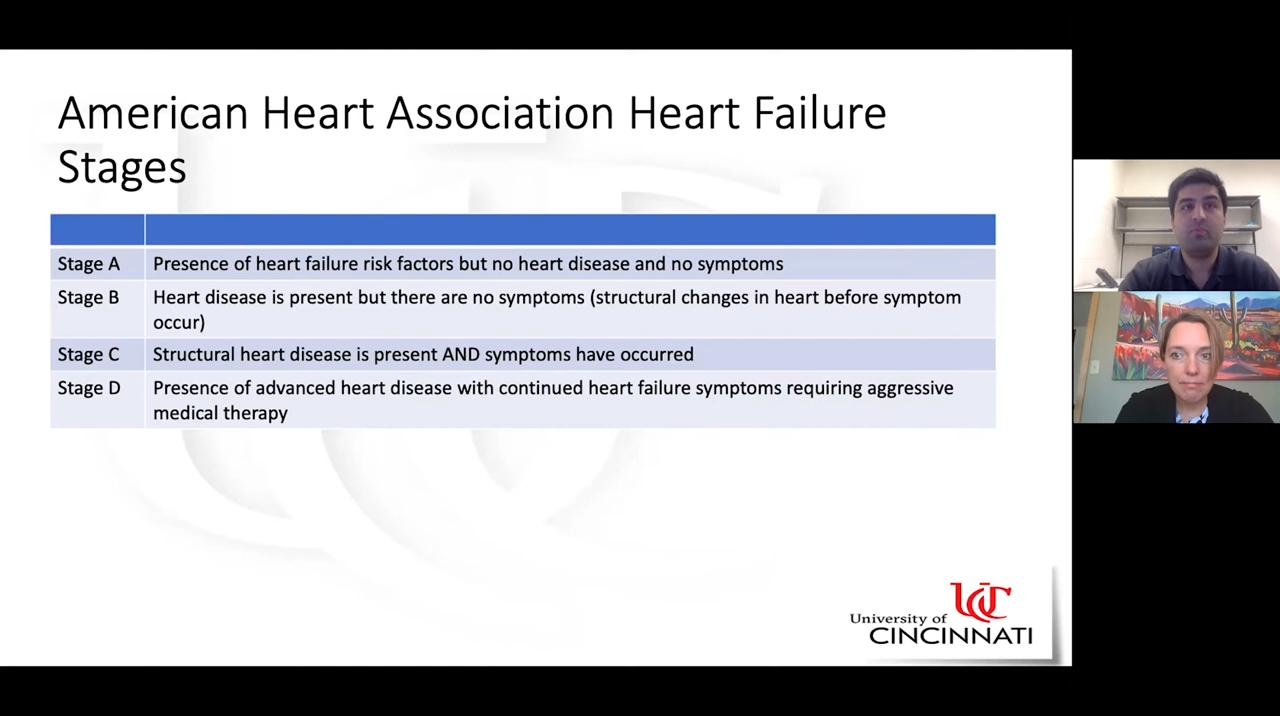 American Heart Association Heart Failure
Stages
Stage A Presence of heart failure risk factors but no heart disease and no symptoms
Stage B Heart disease is present but there are no symptoms (structural changes in heart before symptom
occur)
Stage C Structural heart disease is present AND symptoms have occurred
Stage D Presence of advanced heart disease with continued heart failure symptoms requiring aggressive
medical therapy
UC
University of
CINCINNATI